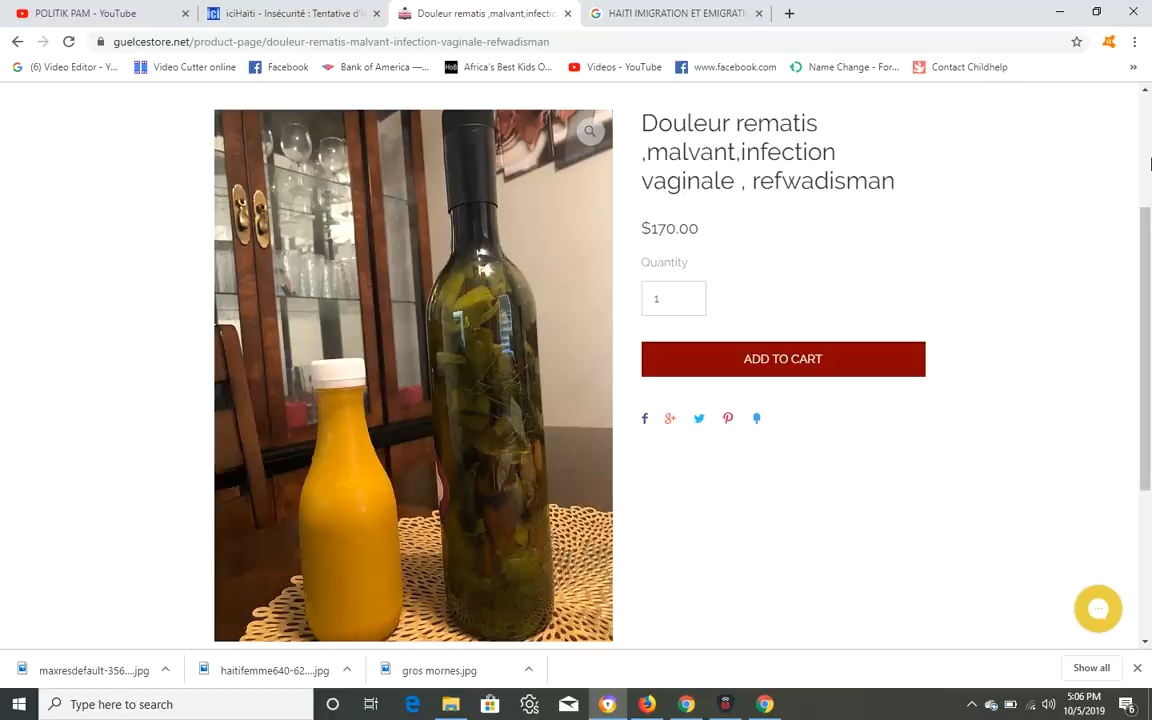 POLITIK PAM - YouTube
iciHaïti - Insécurité : Tentative d'
Douleur rematis ,malvant,infectio
HAITI IMIGRATION ET EMIGRATI
guelcestore.net/product-page/douleur-rematis-malvant-infection-vaginale-refwadisman
(6) Video Editor - Y...
Video Cutter online
Facebook
Bank of America —...
Africa's Best Kids O...
Videos - YouTube
www.facebook.com
Name Change - For...
Contact Childhelp
Douleur rematis
,malvant,infection
vaginale , refwadisman
$170.00
Quantity
1
ADD TO CART
maxresdefault-356....jpg
haitifemme640-62....jpg
gros mornes.jpg
Show all
Type here to search
5:06 PM
10/5/2019
6